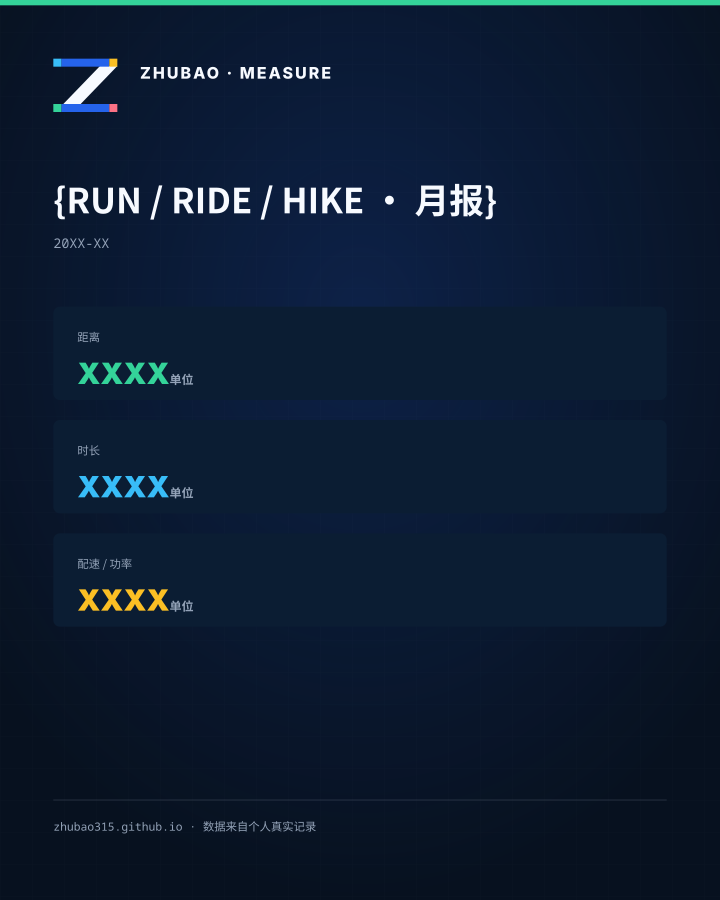 ZHUBAO · MEASURE
{RUN / RIDE / HIKE · 月报}
20XX-XX
距离
XXXX单位
时长
XXXX单位
配速 / 功率
XXXX单位
zhubao315.github.io · 数据来自个人真实记录